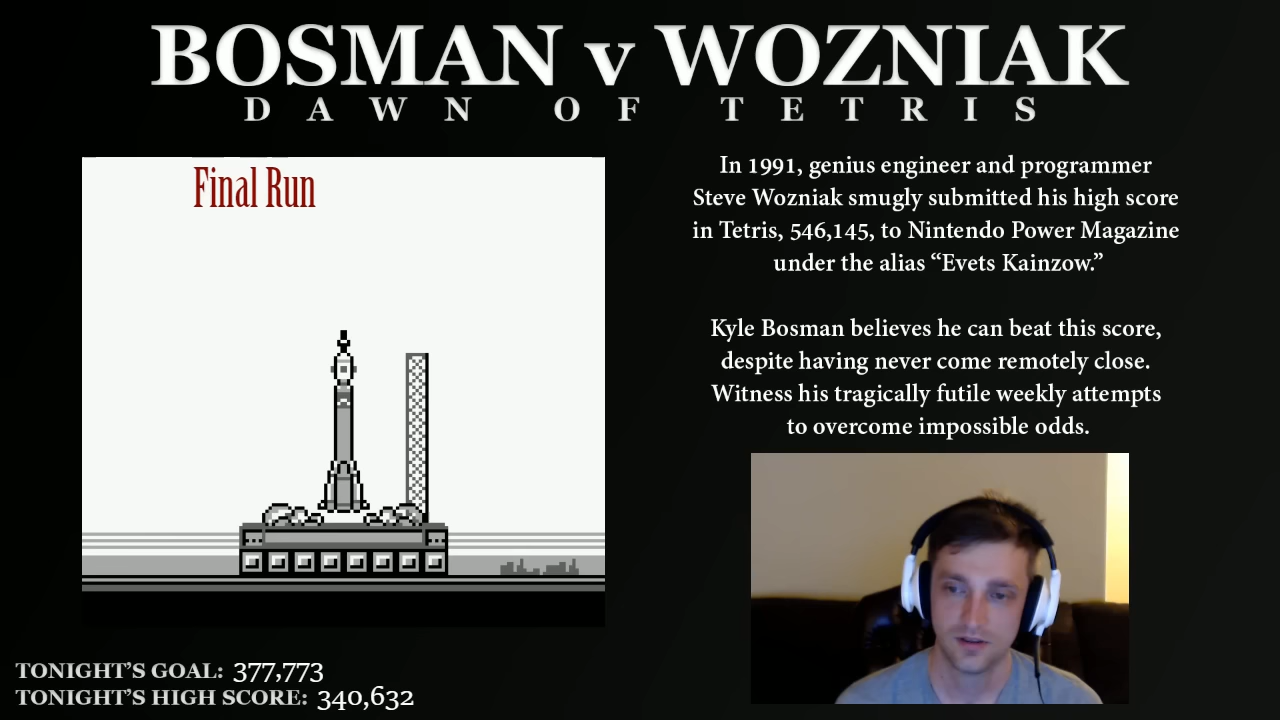 BOSMAN v WOZNIAK
DAWN OF TETRIS
Final Run
In 1991, genius engineer and programmer
Steve Wozniak smugly submitted his high score
in Tetris, 546,145, to Nintendo Power Magazine
under the alias “Evets Kainzow.”
Kyle Bosman believes he can beat this score,
despite having never come remotely close.
Witness his tragically futile weekly attempts
to overcome impossible odds.
TONIGHT’S GOAL: 377,773
TONIGHT’S HIGH SCORE: 340,632